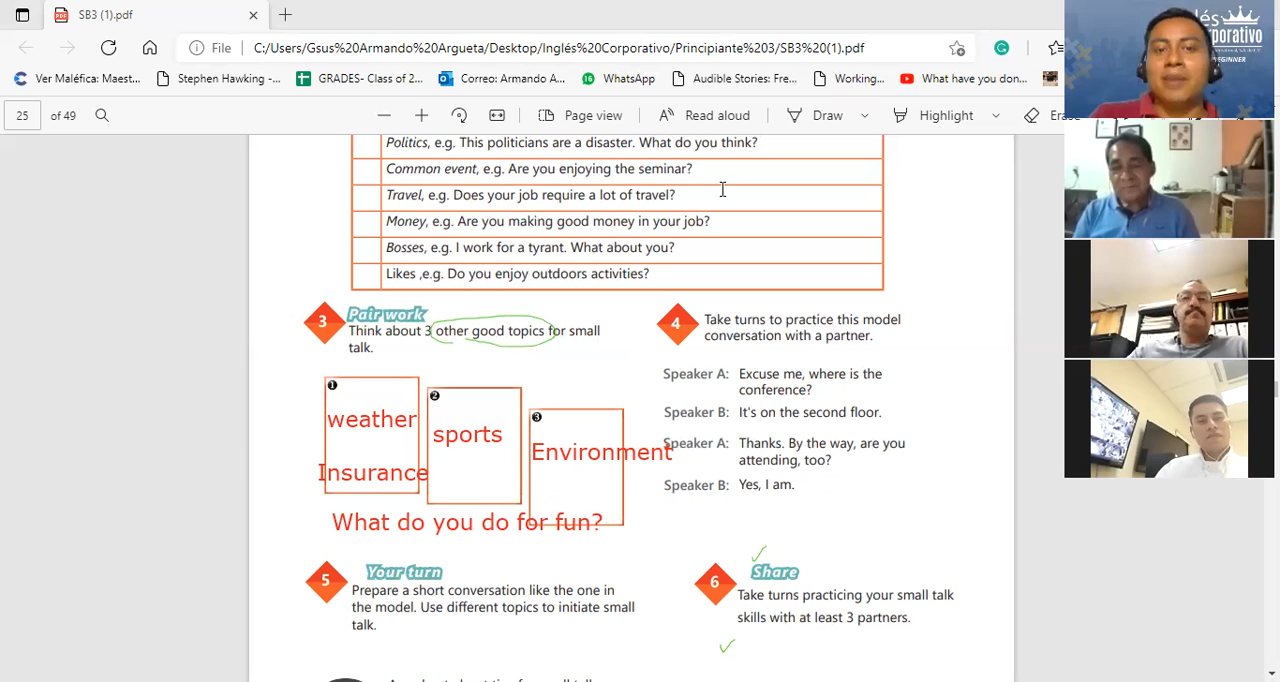 SB3 (1).pdf
File
C:/Users/Gsus%20Armando%20Argueta/Desktop/Inglés%20Corporativo/Principiante%203/SB3%20(1).pdf
Ver Maléfica: Maest...
Stephen Hawking -...
GRADES- Class of 2...
Correo: Armando A...
16
WhatsApp
Audible Stories: Fre...
Working...
What have you don...
25
of 49
Page view
Read aloud
Draw
Highlight
Era
és
orporativo
BEGINNER
Politics, e.g. This politicians are a disaster. What do you think?
Common event, e.g. Are you enjoying the seminar?
Travel, e.g. Does your job require a lot of travel?
Money, e.g. Are you making good money in your job?
Bosses, e.g. I work for a tyrant. What about you?
Likes ,e.g. Do you enjoy outdoors activities?
3
Pair work
Think about 3 other good topics for small
talk.
1
weather
Insurance
2
sports
3
Environment
What do you do for fun?
4
Take turns to practice this model
conversation with a partner.
Speaker A: Excuse me, where is the
conference?
Speaker B: It's on the second floor.
Speaker A: Thanks. By the way, are you
attending, too?
Speaker B: Yes, I am.
5
Your turn
Prepare a short conversation like the one in
the model. Use different topics to initiate small
talk.
6
Share
Take turns practicing your small talk
skills with at least 3 partners.